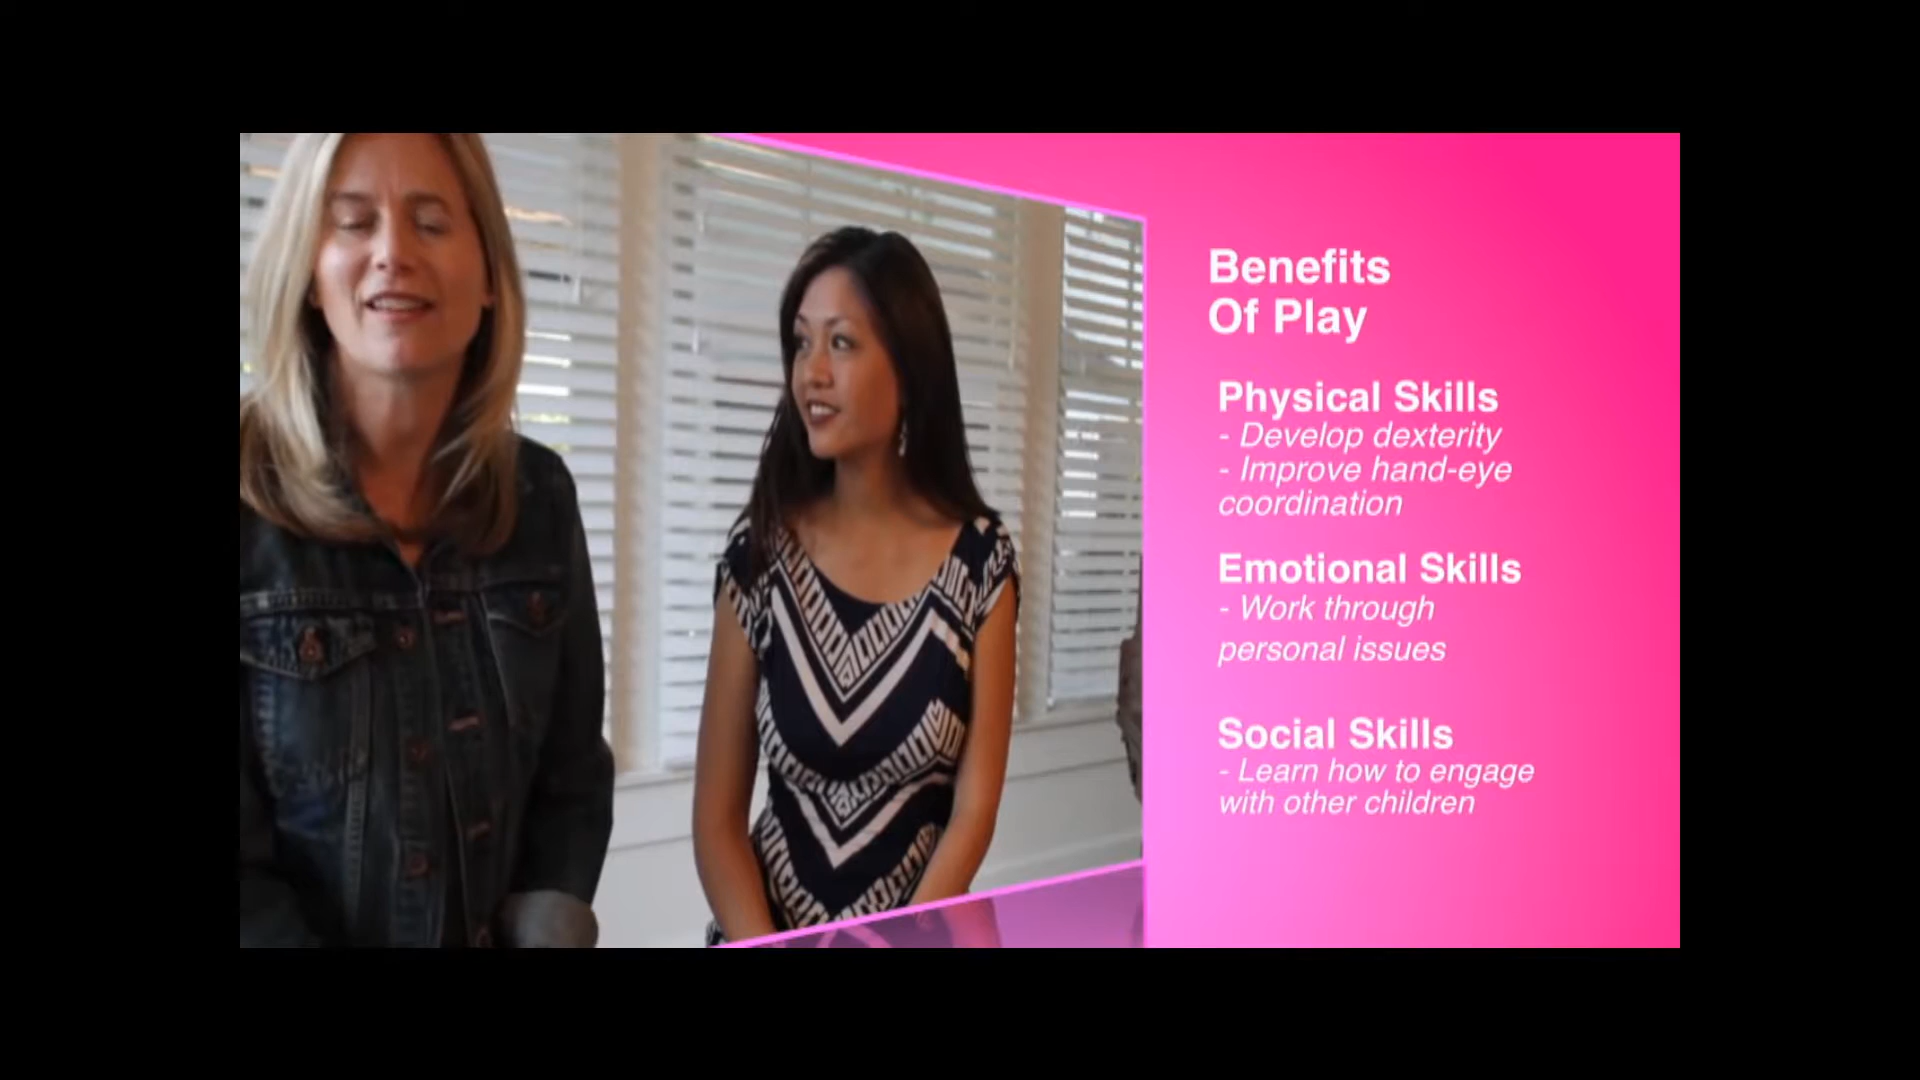 Benefits
Of Play
Physical Skills
- Develop dexterity
- Improve hand-eye
coordination
Emotional Skills
- Work through
personal issues
Social Skills
- Learn how to engage
with other children